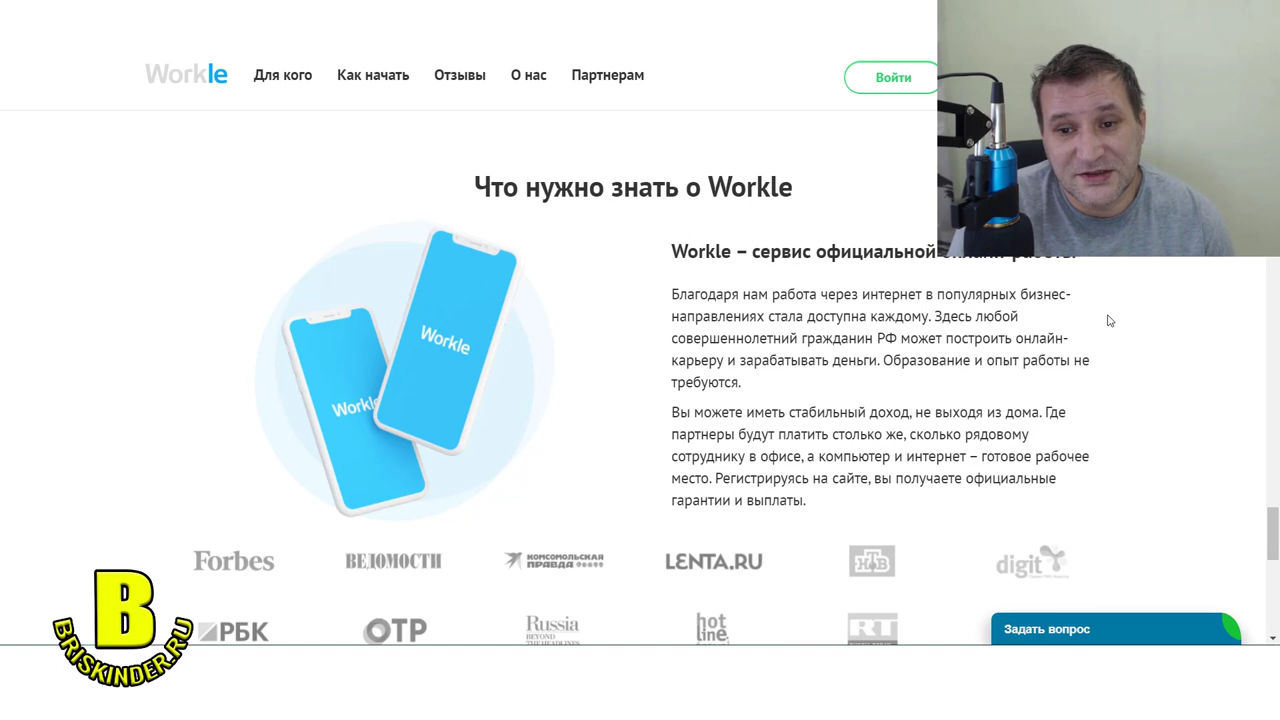 Workle
Для кого
Как начать
Отзывы
О нас
Партнерам
Войти
Что нужно знать о Workle
Workle – сервис официальной
Благодаря нам работа через интернет в популярных бизнес-
направлениях стала доступна каждому. Здесь любой
совершеннолетний гражданин РФ может построить онлайн-
карьеру и зарабатывать деньги. Образование и опыт работы не
требуются.
Вы можете иметь стабильный доход, не выходя из дома. Где
партнеры будут платить столько же, сколько рядовому
сотруднику в офисе, а компьютер и интернет – готовое рабочее
место. Регистрируясь на сайте, вы получаете официальные
гарантии и выплаты.
Workle
Workle
Forbes
ВЕДОМОСТИ
КОМСОМОЛЬСКАЯ
ПРАВДА
LENTA.RU
НТВ
digit
РБК
ОТР
Russia
BEYOND
THE HEADLINES
hot
line
RT
Задать вопрос
B
BRISKINDER.RU